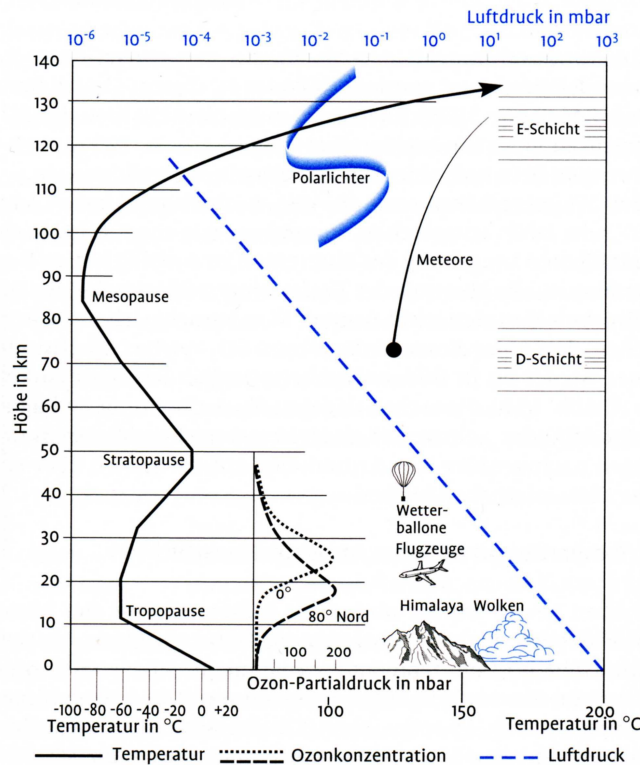 Luftdruck in mbar
10-6 10-5 10-4 10-3 10-2 10-1 100 101 102 103
140
130
E-Schicht
120
Polarlichter
110
100
Meteore
90
Mesopause
80
D-Schicht
70
Höhe in km
60
50
Stratopause
40
Wetter-
ballone
30
Flugzeuge
20
0°
Tropopause
80° Nord
Himalaya Wolken
10
100 200
0
Ozon-Partialdruck in nbar
-100 -80 -60 -40 -20 0 +20 100 150 200
Temperatur in °C Temperatur in °C
Temperatur Ozonkonzentration Luftdruck